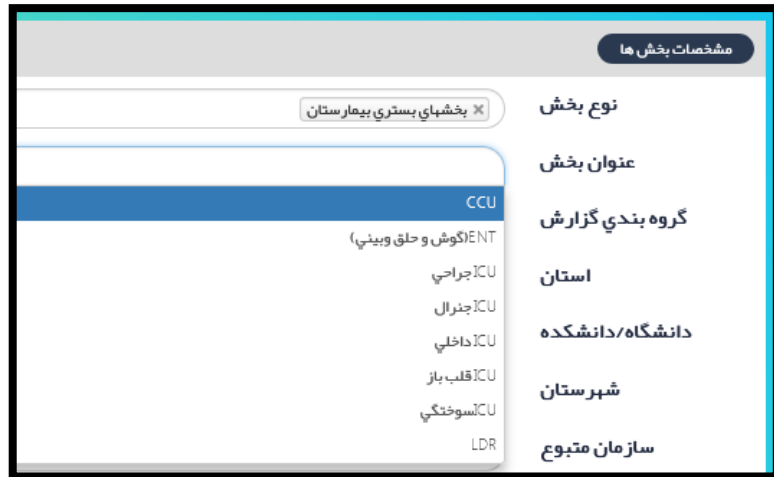 مشخصات بخش ها
نوع بخش
× بخشهاي بستري بيمارستان
عنوان بخش
CCU
ENT(گوش و حلق وبيني)
گروه بندي گزارش
ICUجراحي
استان
ICUجنرال
دانشگاه/دانشکده
ICUداخلي
ICUقلب باز
شهرستان
ICUسوختگي
LDR
سازمان متبوع